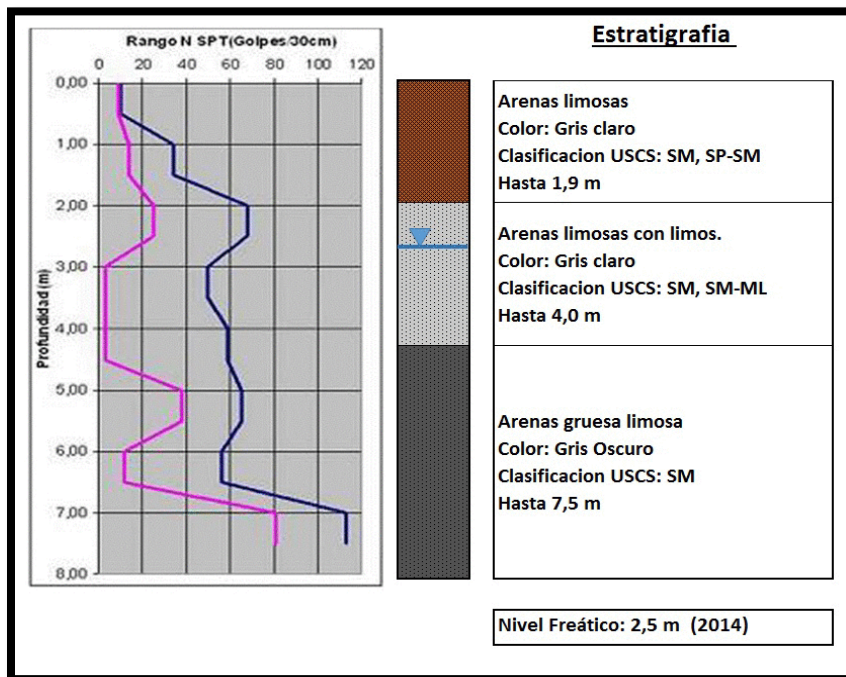 Estratigrafia
Rango N SPT(Golpes/30cm)
0 20 40 60 80 100 120
Profundidad (m)
0,00
1,00
2,00
3,00
4,00
5,00
6,00
7,00
8,00
Arenas limosas
Color: Gris claro
Clasificacion USCS: SM, SP-SM
Hasta 1,9 m
Arenas limosas con limos.
Color: Gris claro
Clasificacion USCS: SM, SM-ML
Hasta 4,0 m
Arenas gruesa limosa
Color: Gris Oscuro
Clasificacion USCS: SM
Hasta 7,5 m
Nivel Freático: 2,5 m (2014)